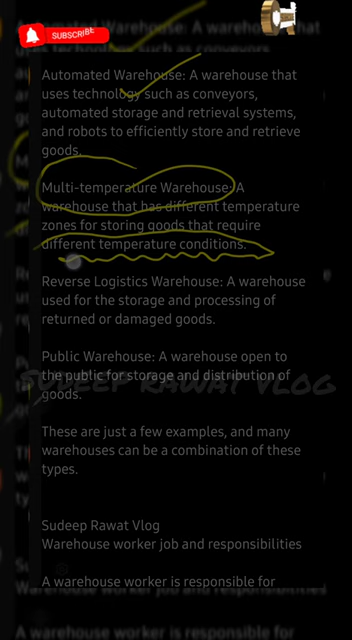 SUBSCRIBE
Automated Warehouse: A warehouse that
uses technology such as conveyors,
automated storage and retrieval systems,
and robots to efficiently store and retrieve
goods.
Multi-temperature Warehouse: A
warehouse that has different temperature
zones for storing goods that require
different temperature conditions.
Reverse Logistics Warehouse: A warehouse
used for the storage and processing of
returned or damaged goods.
Public Warehouse: A warehouse open to
the public for storage and distribution of
goods.
SUDEEP RAWAT VLOG
These are just a few examples, and many
warehouses can be a combination of these
types.
Sudeep Rawat Vlog
Warehouse worker job and responsibilities
A warehouse worker is responsible for